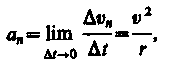 aₙ = lim_{Δt→0} Δvₙ/Δt = v²/r,